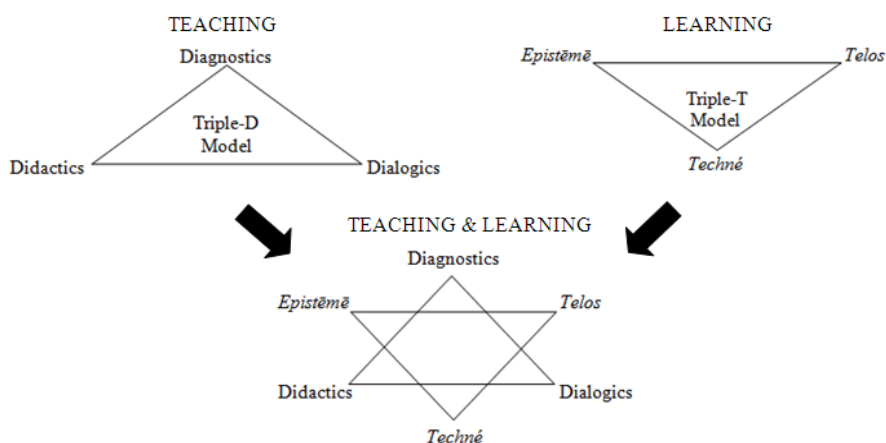 TEACHING
Diagnostics
Triple-D
Model
Didactics
Dialogics
LEARNING
Epistēmē
Telos
Triple-T
Model
Techné
TEACHING & LEARNING
Diagnostics
Epistēmē
Telos
Didactics
Dialogics
Techné